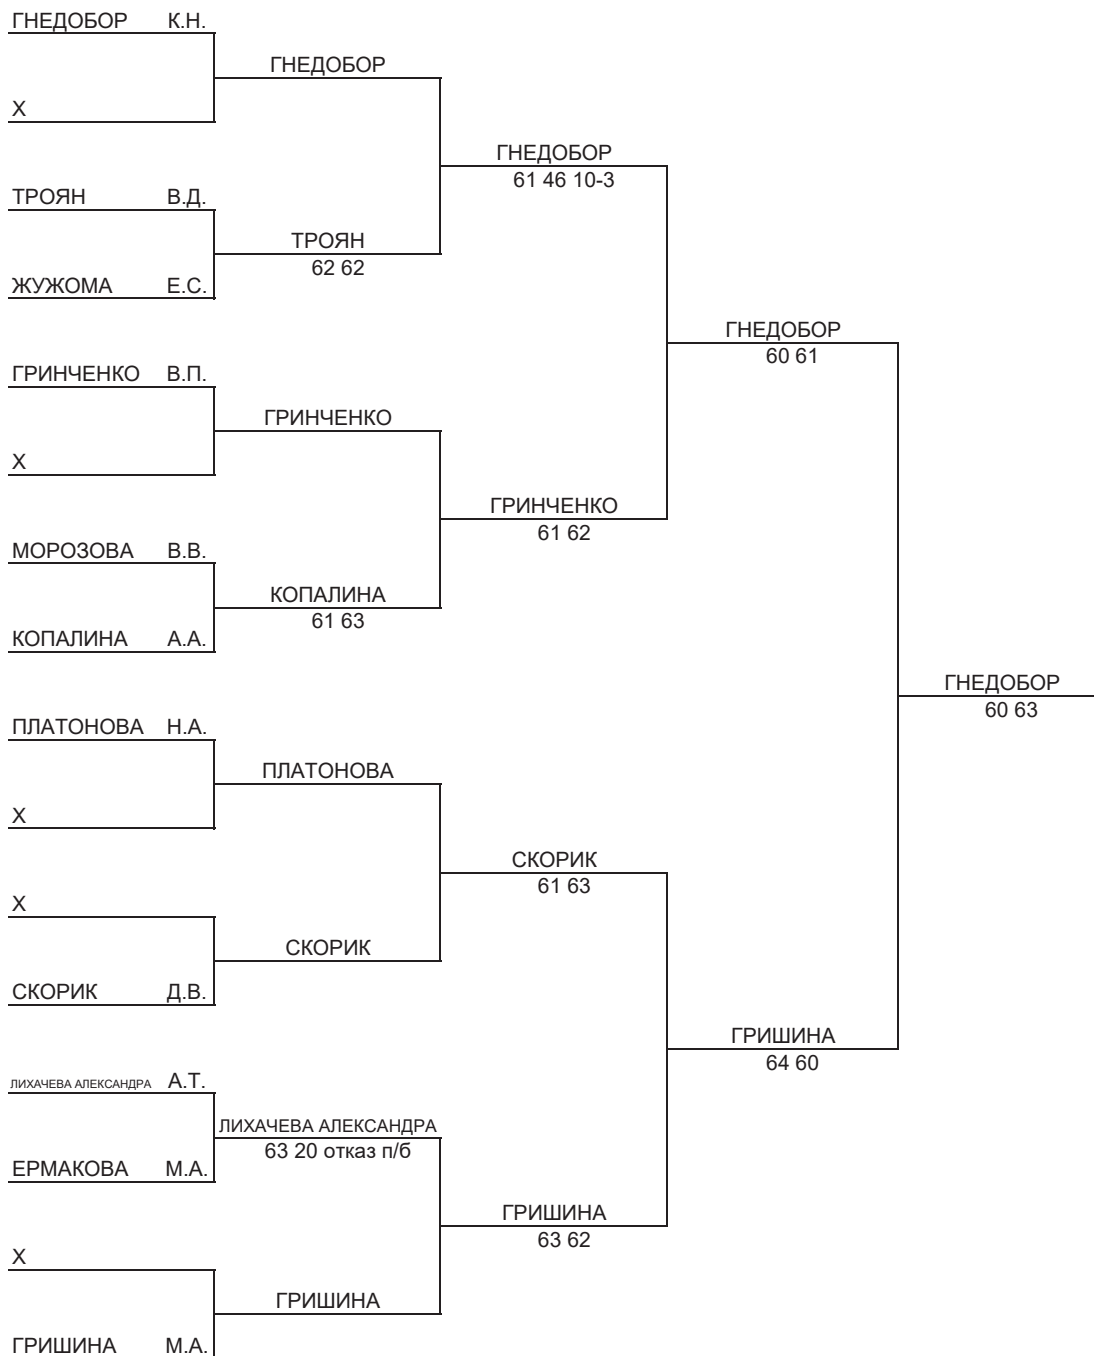 ГНЕДОБОР К.Н.
ГНЕДОБОР
X
ГНЕДОБОР
61 46 10-3
ТРОЯН В.Д.
ТРОЯН
62 62
ЖУЖОМА Е.С.
ГНЕДОБОР
60 61
ГРИНЧЕНКО В.П.
ГРИНЧЕНКО
X
ГРИНЧЕНКО
61 62
МОРОЗОВА В.В.
КОПАЛИНА
61 63
КОПАЛИНА А.А.
ГНЕДОБОР
60 63
ПЛАТОНОВА Н.А.
ПЛАТОНОВА
X
СКОРИК
61 63
X
СКОРИК
СКОРИК Д.В.
ГРИШИНА
64 60
ЛИХАЧЕВА АЛЕКСАНДРА А.Т.
ЛИХАЧЕВА АЛЕКСАНДРА
63 20 отказ п/б
ЕРМАКОВА М.А.
ГРИШИНА
63 62
X
ГРИШИНА
ГРИШИНА М.А.